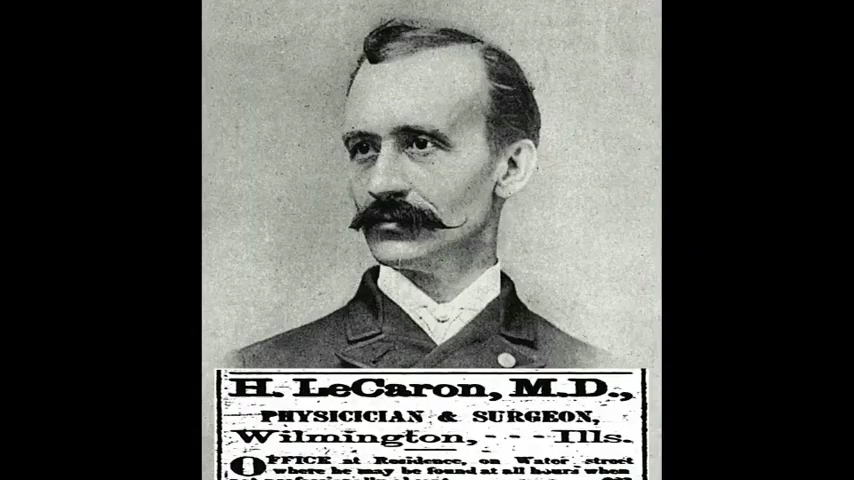 H. LeCaron, M.D.,
PHYSICICIAN & SURGEON,
Wilmington, - - - Ills.
OFFICE at Residence, on Water street
where he may be found at all hours when